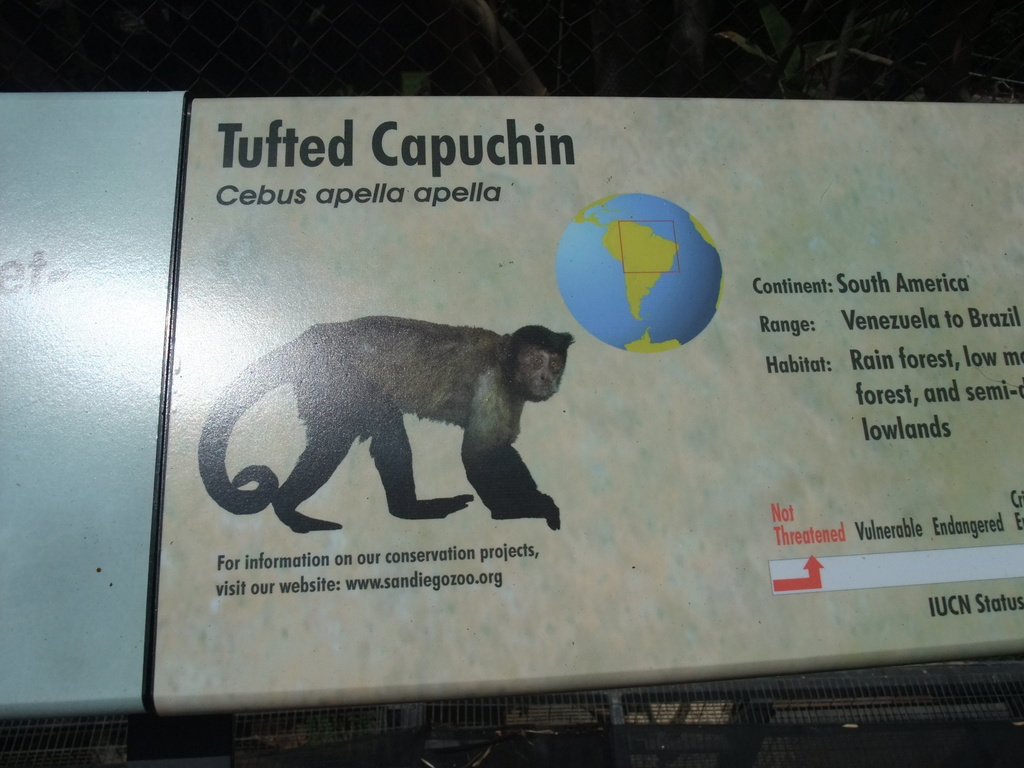 Tufted Capuchin
Cebus apella apella
Continent: South America
Range: Venezuela to Brazil
Habitat: Rain forest, low
forest, and semi-
lowlands
For information on our conservation projects,
visit our website: www.sandiegozoo.org
Not
Threatened Vulnerable Endangered
IUCN Status